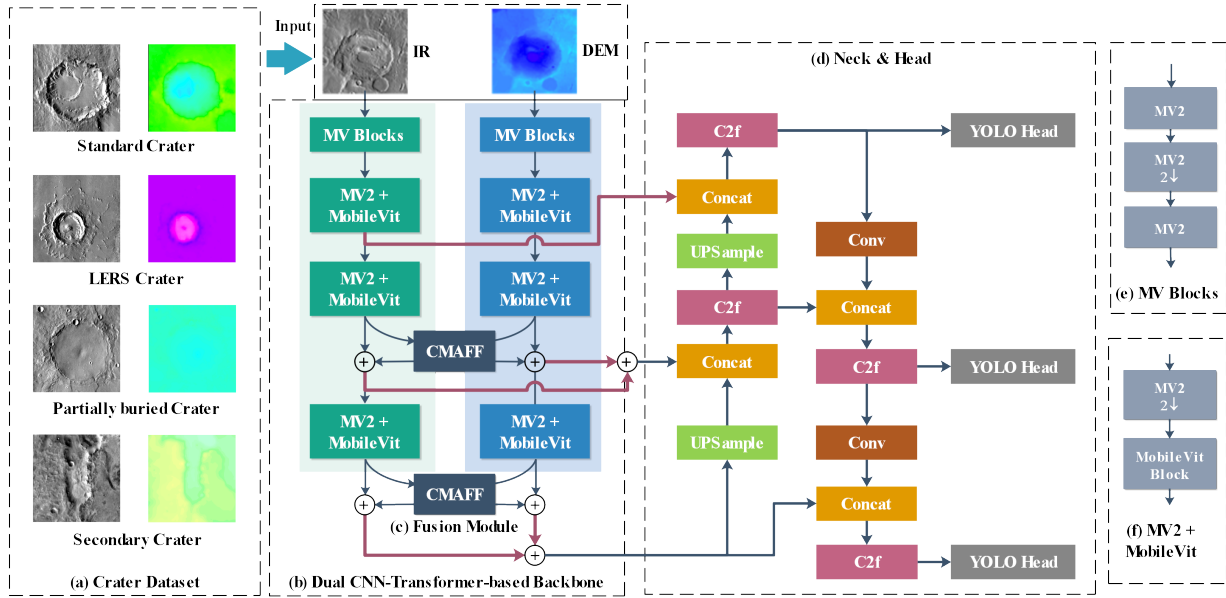 Standard Crater
LERS Crater
Partially buried Crater
Secondary Crater
(a) Crater Dataset
Input
IR
DEM
MV Blocks
MV2 +
MobileVit
MV2 +
MobileVit
MV2 +
MobileVit
MV Blocks
MV2 +
MobileVit
MV2 +
MobileVit
MV2 +
MobileVit
CMAFF
CMAFF
(c) Fusion Module
(b) Dual CNN-Transformer-based Backbone
(d) Neck & Head
C2f
Concat
UPSample
C2f
Concat
UPSample
Conv
Concat
C2f
Conv
Concat
C2f
YOLO Head
YOLO Head
YOLO Head
MV2
MV2
2↓
MV2
(e) MV Blocks
MV2
2↓
MobileVit
Block
(f) MV2 +
MobileVit